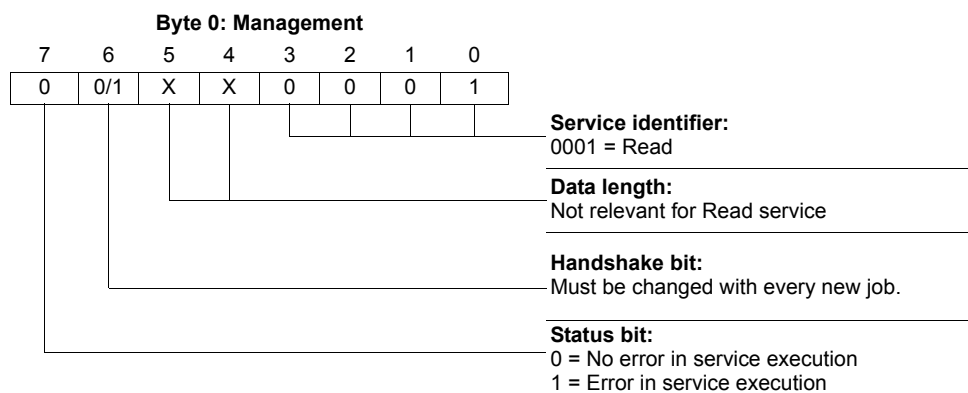 Byte 0: Management
7 6 5 4 3 2 1 0
0 0/1 X X 0 0 0 1
Service identifier:
0001 = Read
Data length:
Not relevant for Read service
Handshake bit:
Must be changed with every new job.
Status bit:
0 = No error in service execution
1 = Error in service execution